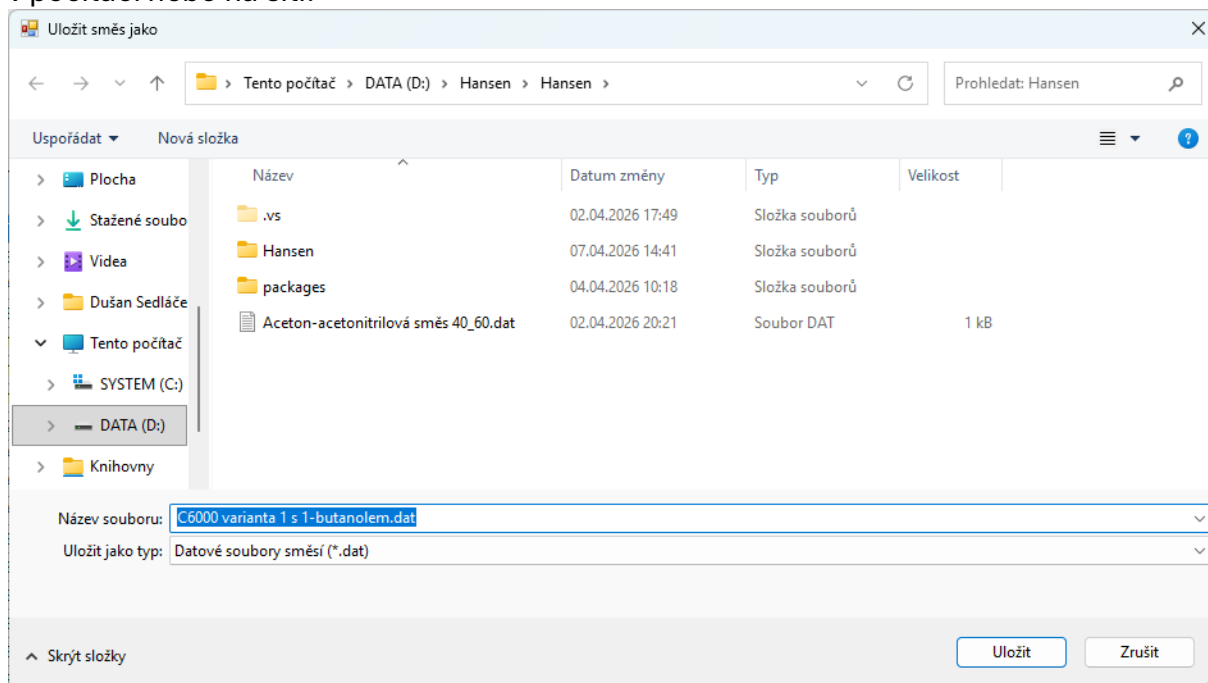 Uložit směs jako
Tento počítač > DATA (D:) > Hansen > Hansen >
Prohledat: Hansen
Uspořádat
Nová složka
Název Datum změny Typ Velikost
Plocha
Stažené soubo
Videa
Dušan Sedláče
Tento počítač
SYSTEM (C:)
DATA (D:)
Knihovny
.vs 02.04.2026 17:49 Složka souborů
Hansen 07.04.2026 14:41 Složka souborů
packages 04.04.2026 10:18 Složka souborů
Aceton-acetonitrilová směs 40_60.dat 02.04.2026 20:21 Soubor DAT 1 kB
Název souboru: C6000 varianta 1 s 1-butanolem.dat
Uložit jako typ: Datové soubory směsí (*.dat)
Skrýt složky
Uložit
Zrušit